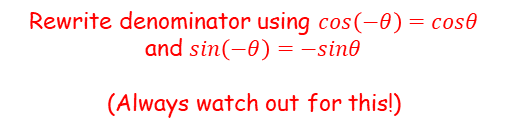 Rewrite denominator using cos(−θ) = cosθ
and sin(−θ) = −sinθ
(Always watch out for this!)